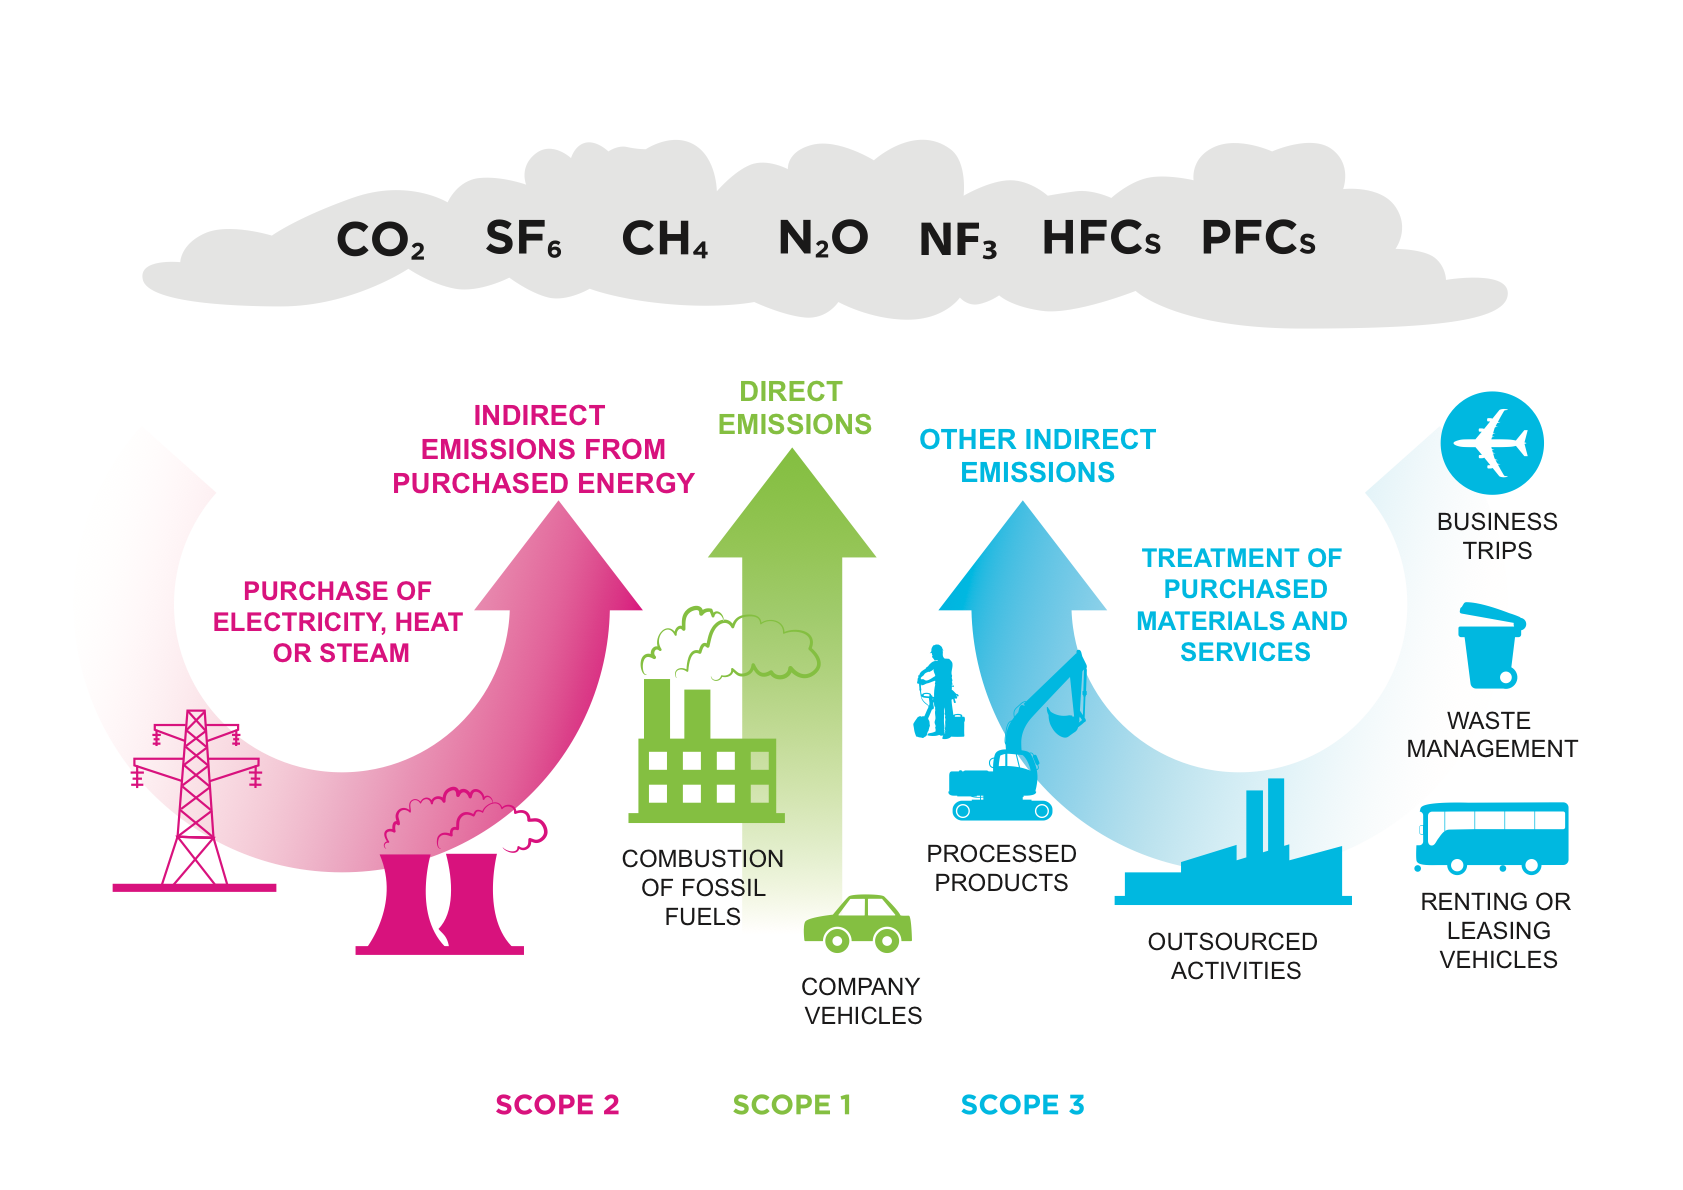 CO₂ SF₆ CH₄ N₂O NF₃ HFCs PFCs
INDIRECT
EMISSIONS FROM
PURCHASED ENERGY
DIRECT
EMISSIONS
OTHER INDIRECT
EMISSIONS
PURCHASE OF
ELECTRICITY, HEAT
OR STEAM
TREATMENT OF
PURCHASED
MATERIALS AND
SERVICES
BUSINESS
TRIPS
WASTE
MANAGEMENT
RENTING OR
LEASING
VEHICLES
COMBUSTION
OF FOSSIL
FUELS
COMPANY
VEHICLES
PROCESSED
PRODUCTS
OUTSOURCED
ACTIVITIES
SCOPE 2
SCOPE 1
SCOPE 3